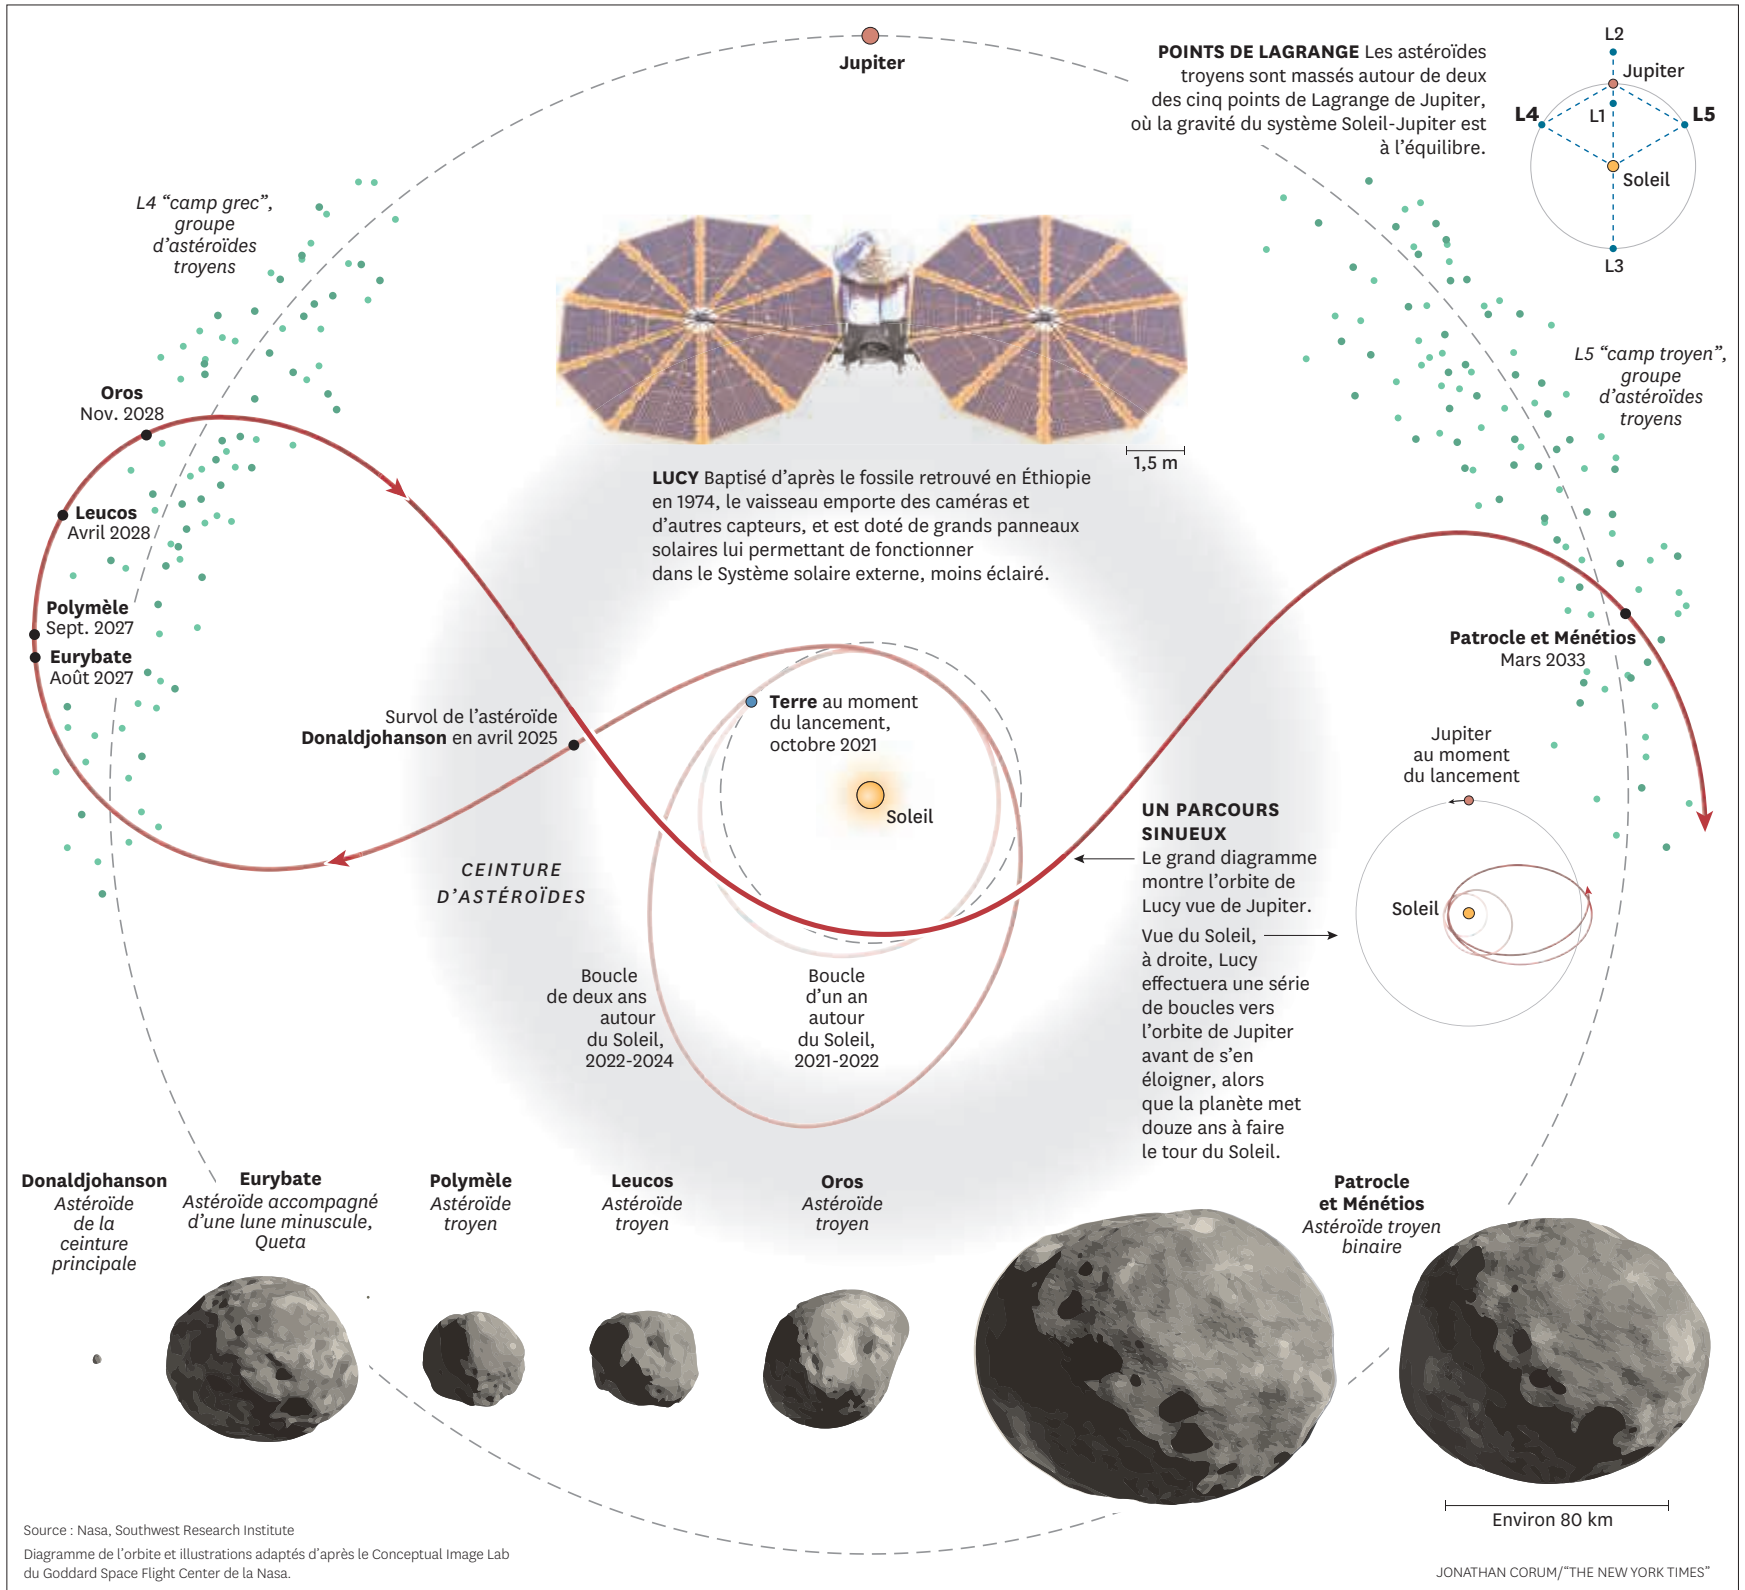 Jupiter
POINTS DE LAGRANGE Les astéroïdes
troyens sont massés autour de deux
des cinq points de Lagrange de Jupiter,
où la gravité du système Soleil-Jupiter est
à l’équilibre.
L2
Jupiter
L4
L1
L5
Soleil
L3
L4 “camp grec”,
groupe
d’astéroïdes
troyens
L5 “camp troyen”,
groupe
d’astéroïdes
troyens
1,5 m
LUCY Baptisé d’après le fossile retrouvé en Éthiopie
en 1974, le vaisseau emporte des caméras et
d’autres capteurs, et est doté de grands panneaux
solaires lui permettant de fonctionner
dans le Système solaire externe, moins éclairé.
Oros
Nov. 2028
Leucos
Avril 2028
Polymèle
Sept. 2027
Eurybate
Août 2027
Survol de l’astéroïde
Donaldjohanson en avril 2025
Terre au moment
du lancement,
octobre 2021
Soleil
Patrocle et Ménétios
Mars 2033
CEINTURE
D’ASTÉROÏDES
Boucle
de deux ans
autour
du Soleil,
2022-2024
Boucle
d’un an
autour
du Soleil,
2021-2022
UN PARCOURS
SINUEUX
Le grand diagramme
montre l’orbite de
Lucy vue de Jupiter.
Vue du Soleil,
à droite, Lucy
effectuera une série
de boucles vers
l’orbite de Jupiter
avant de s’en
éloigner, alors
que la planète met
douze ans à faire
le tour du Soleil.
Jupiter
au moment
du lancement
Soleil
Donaldjohanson
Astéroïde
de la
ceinture
principale
Eurybate
Astéroïde accompagné
d’une lune minuscule,
Queta
Polymèle
Astéroïde
troyen
Leucos
Astéroïde
troyen
Oros
Astéroïde
troyen
Patrocle
et Ménétios
Astéroïde troyen
binaire
Environ 80 km
Source : Nasa, Southwest Research Institute
Diagramme de l’orbite et illustrations adaptés d’après le Conceptual Image Lab
du Goddard Space Flight Center de la Nasa.
JONATHAN CORUM/“THE NEW YORK TIMES”